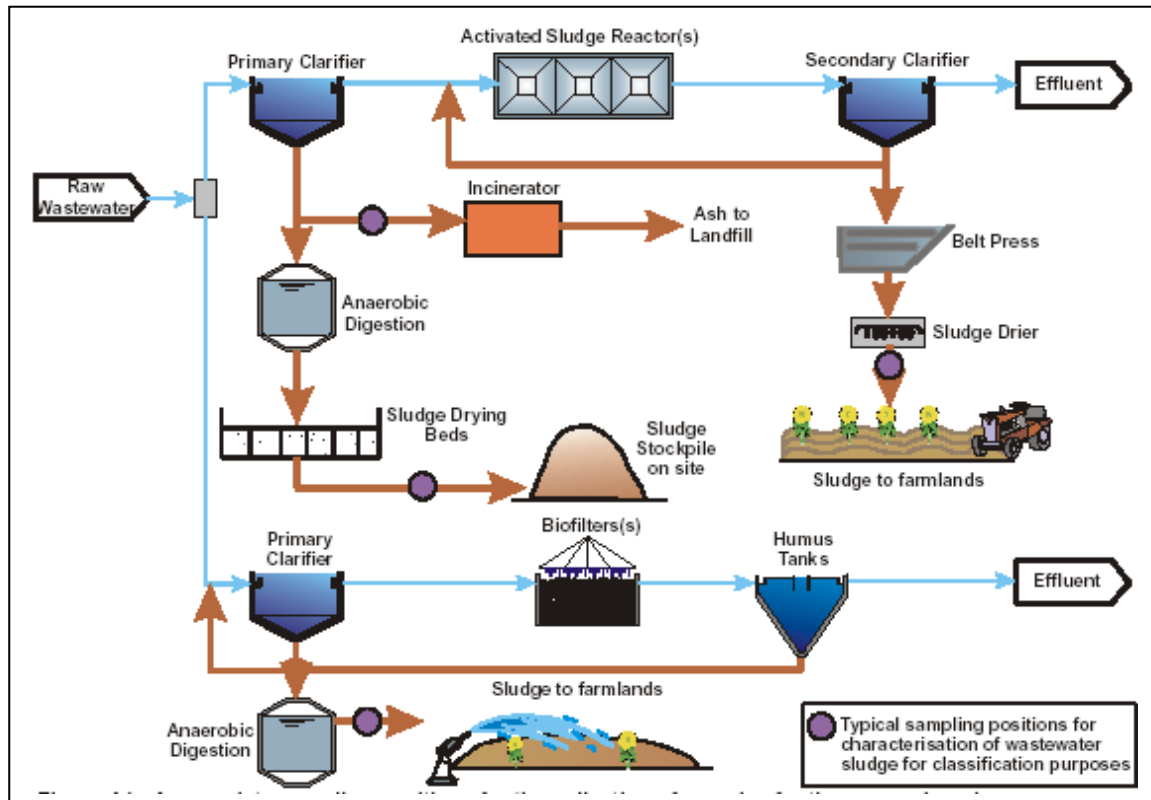 Activated Sludge Reactor(s)
Primary Clarifier
Secondary Clarifier
Effluent
Raw
Wastewater
Incinerator
Ash to
Landfill
Belt Press
Anaerobic
Digestion
Sludge Drier
Sludge Drying
Beds
Sludge
Stockpile
on site
Sludge to farmlands
Primary
Clarifier
Biofilters(s)
Humus
Tanks
Effluent
Sludge to farmlands
Anaerobic
Digestion
Typical sampling positions for
characterisation of wastewater
sludge for classification purposes